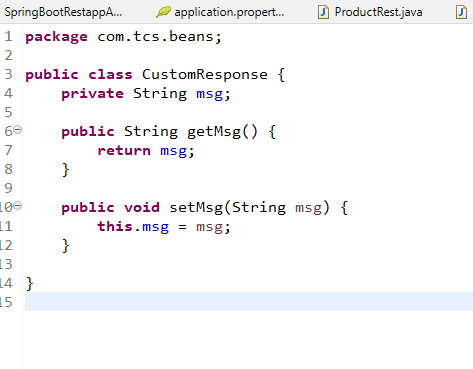 SpringBootRestappA... application.propert... ProductRest.java
1 package com.tcs.beans;
2
3 public class CustomResponse {
4     private String msg;
5
6     public String getMsg() {
7         return msg;
8     }
9
10     public void setMsg(String msg) {
11         this.msg = msg;
12     }
13
14 }
15